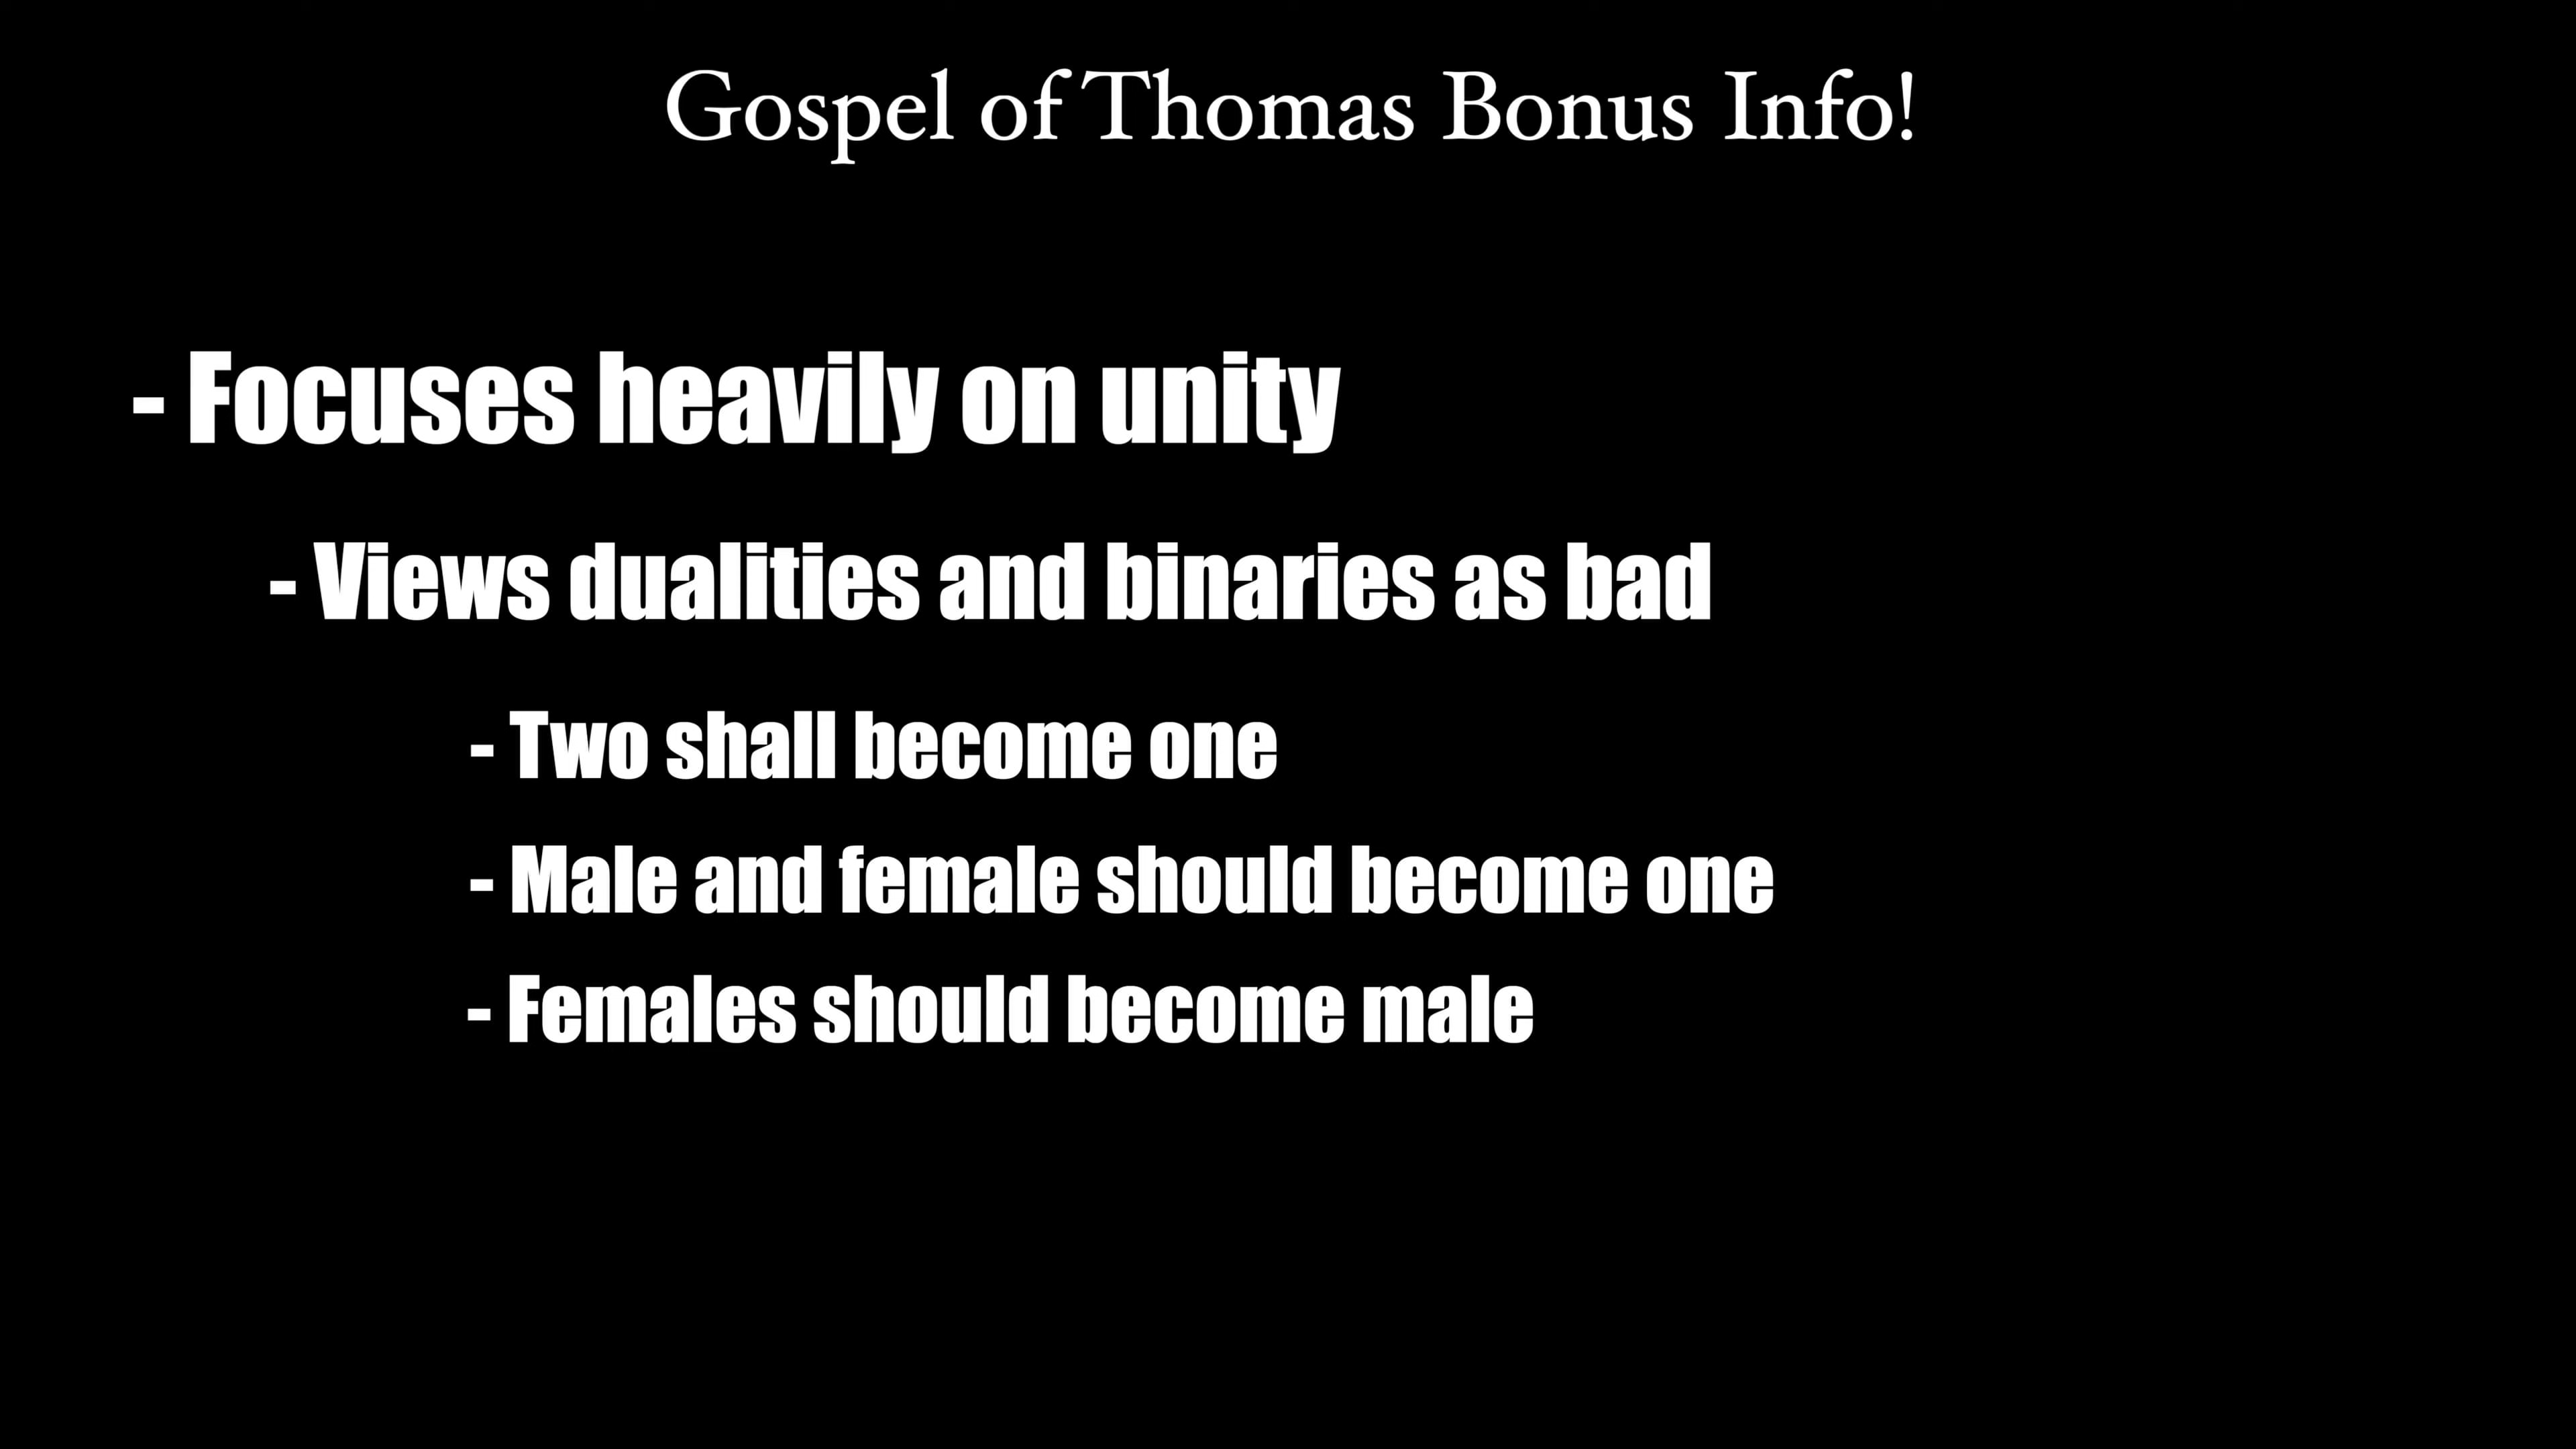 Gospel of Thomas Bonus Info!
- Focuses heavily on unity
- Views dualities and binaries as bad
- Two shall become one
- Male and female should become one
- Females should become male